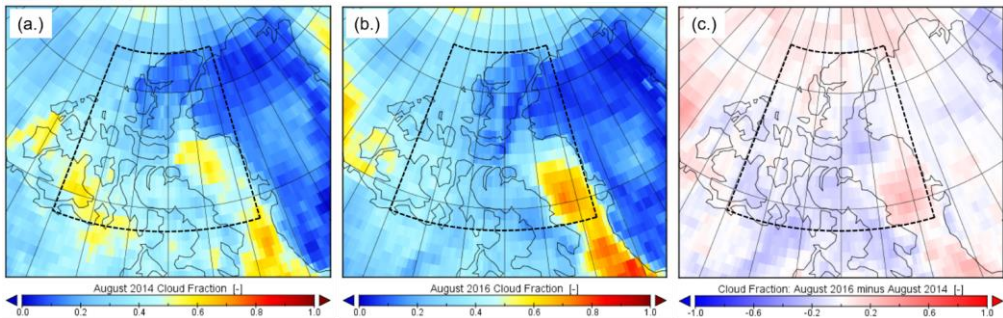 (a.)
(b.)
(c.)
August 2014 Cloud Fraction [-]
0.0 0.2 0.4 0.6 0.8 1.0
August 2016 Cloud Fraction [-]
0.0 0.2 0.4 0.6 0.8 1.0
Cloud Fraction: August 2016 minus August 2014 [-]
-1.0 -0.6 -0.2 0.2 0.6 1.0